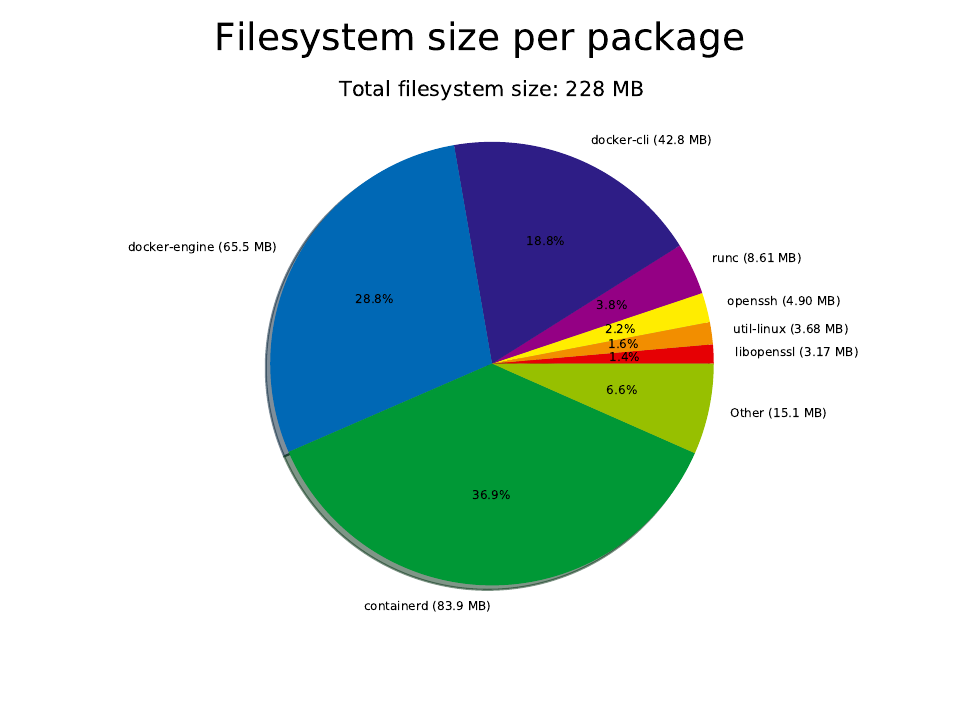 Filesystem size per package
Total filesystem size: 228 MB
docker-cli (42.8 MB)
docker-engine (65.5 MB)
18.8%
runc (8.61 MB)
28.8%
3.8%
openssh (4.90 MB)
2.2%
util-linux (3.68 MB)
1.6%
libopenssl (3.17 MB)
1.4%
6.6%
Other (15.1 MB)
36.9%
containerd (83.9 MB)